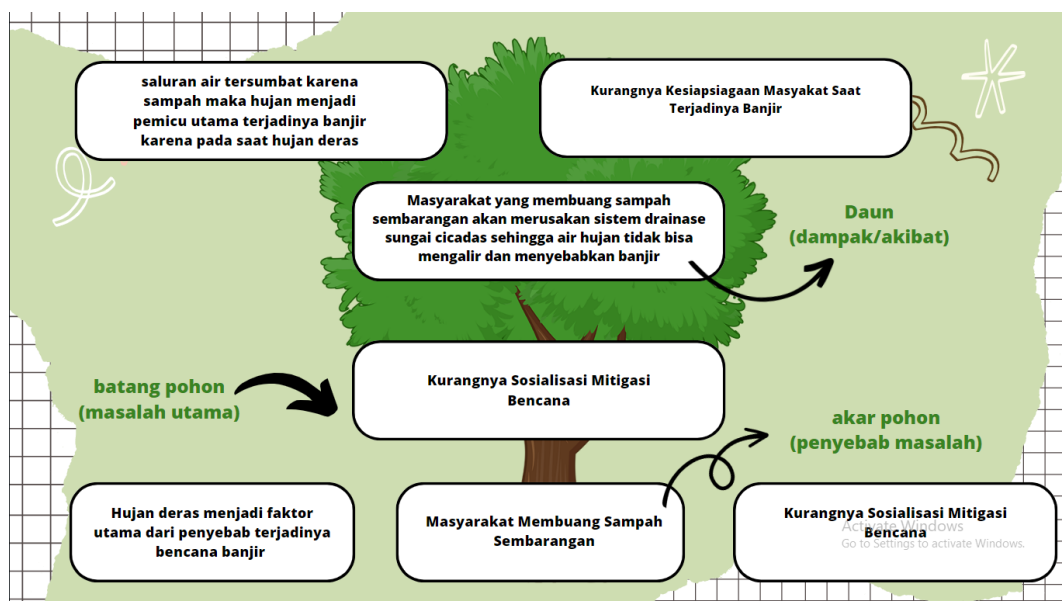 saluran air tersumbat karena
sampah maka hujan menjadi
pemicu utama terjadinya banjir
karena pada saat hujan deras
Kurangnya Kesiapsiagaan Masyakat Saat
Terjadinya Banjir
Masyarakat yang membuang sampah
sembarangan akan merusakan sistem drainase
sungai cicadas sehingga air hujan tidak bisa
mengalir dan menyebabkan banjir
Daun
(dampak/akibat)
batang pohon
(masalah utama)
Kurangnya Sosialisasi Mitigasi
Bencana
akar pohon
(penyebab masalah)
Hujan deras menjadi faktor
utama dari penyebab terjadinya
bencana banjir
Masyarakat Membuang Sampah
Sembarangan
Kurangnya Sosialisasi Mitigasi
Bencana
Activate Windows
Go to Settings to activate Windows.